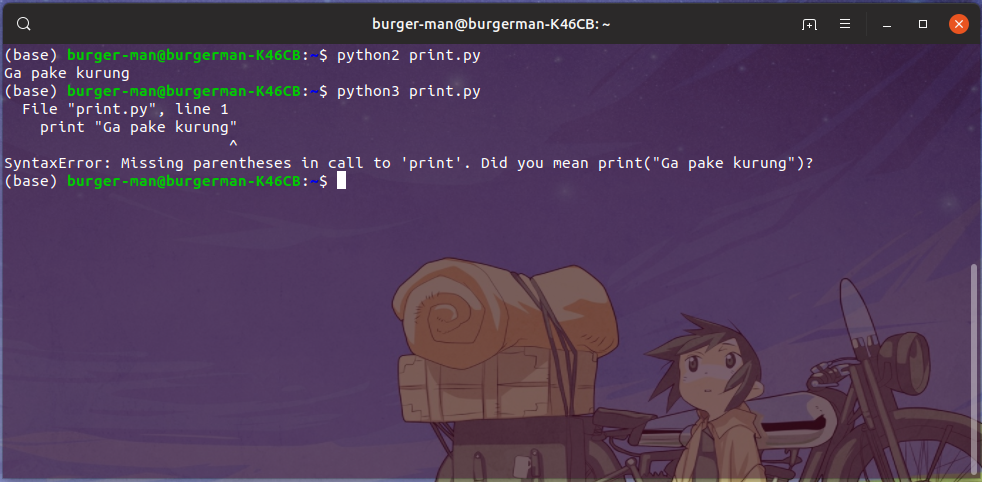 burger-man@burgerman-K46CB: ~
(base) burger-man@burgerman-K46CB:~$ python2 print.py
Ga pake kurung
(base) burger-man@burgerman-K46CB:~$ python3 print.py
  File "print.py", line 1
    print "Ga pake kurung"
                         ^
SyntaxError: Missing parentheses in call to 'print'. Did you mean print("Ga pake kurung")?
(base) burger-man@burgerman-K46CB:~$